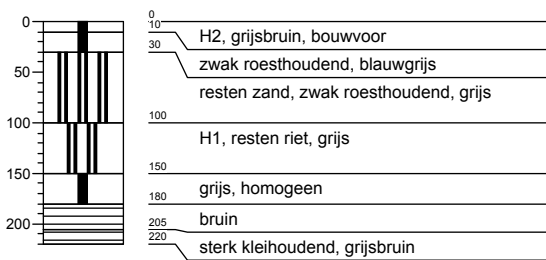 0
50
100
150
200
0
10
H2, grijsbruin, bouwvoor
30
zwak roesthoudend, blauwgrijs
resten zand, zwak roesthoudend, grijs
100
H1, resten riet, grijs
150
grijs, homogeen
180
bruin
205
220
sterk kleihoudend, grijsbruin